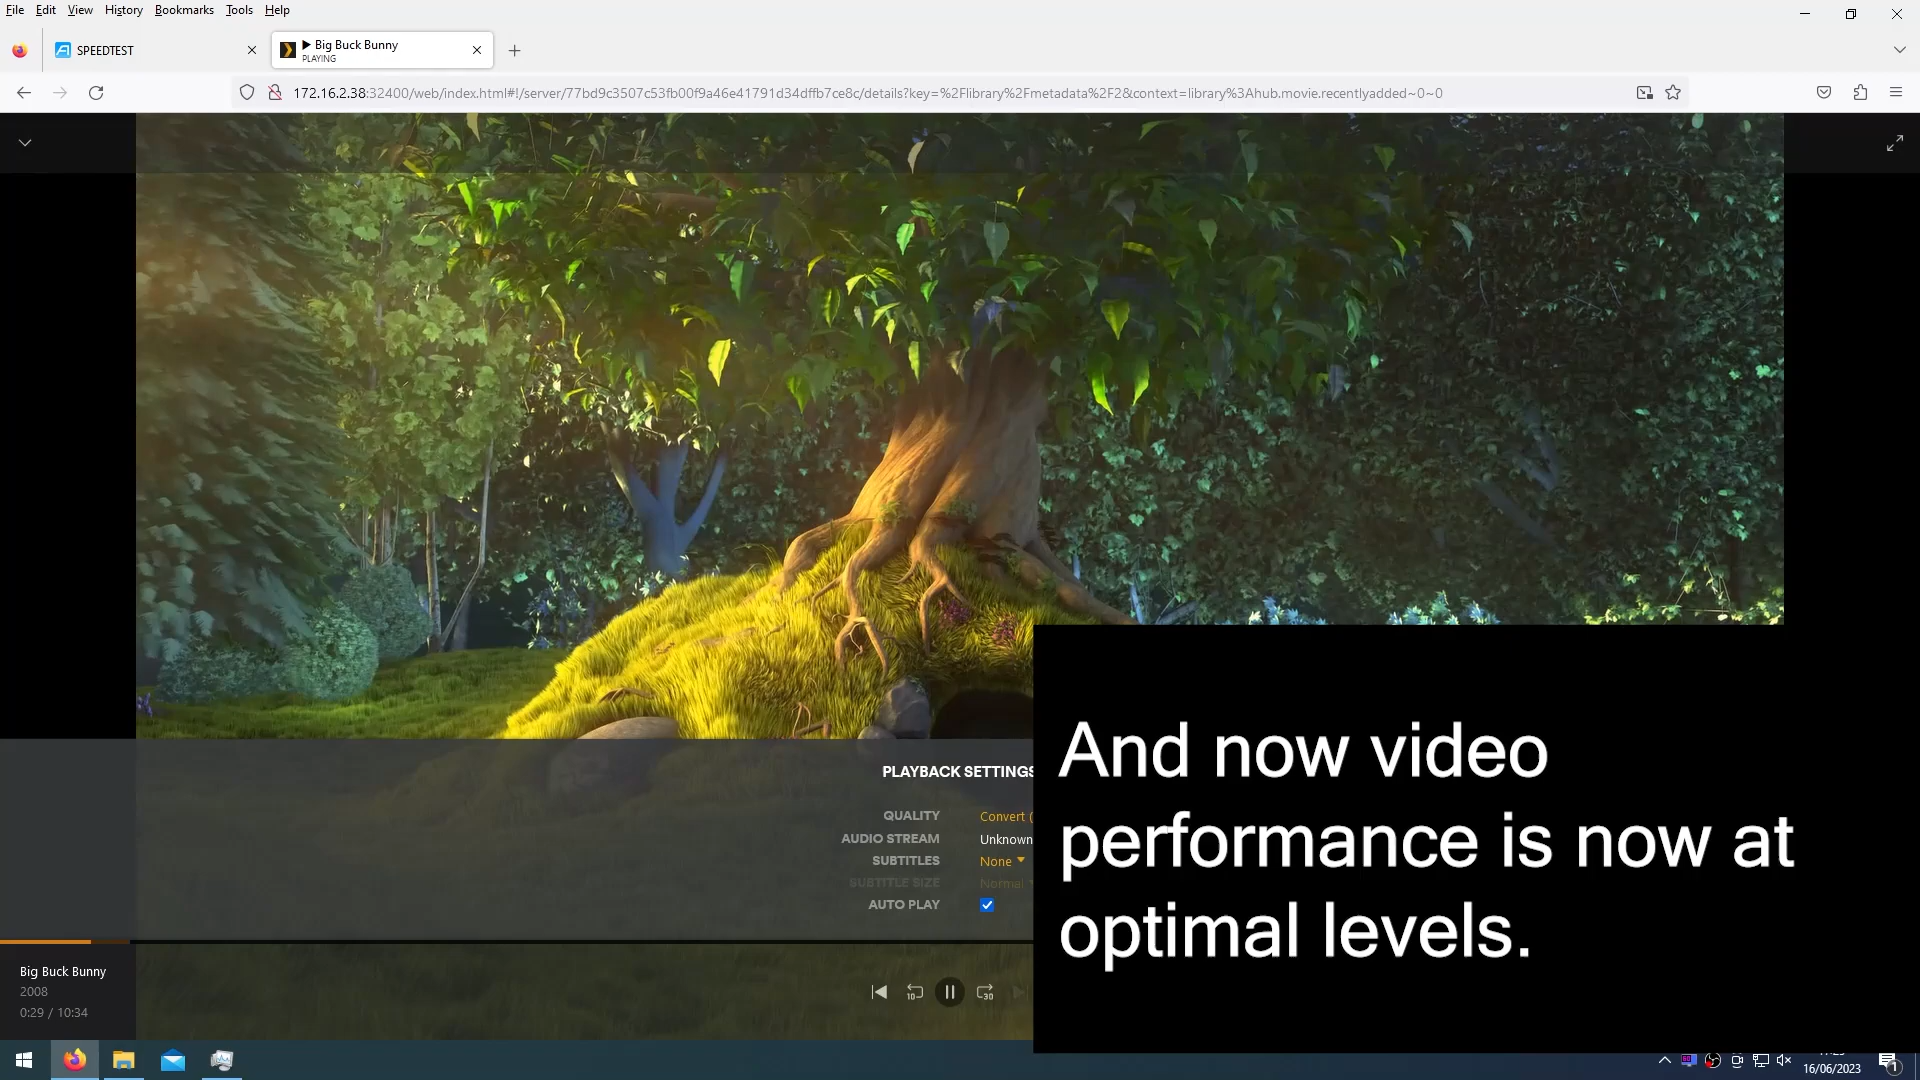 File Edit View History Bookmarks Tools Help
SPEEDTEST
Big Buck Bunny
PLAYING
172.16.2.38:32400/web/index.html#!/server/77bd9c3507c53fb00f9a46e41791d34dffb7ce8c/details?key=%2Flibrary%2Fmetadata%2F2&context=library%3Ahub.movie.recentlyadded~0~0
PLAYBACK SETTINGS
QUALITY Convert (
AUDIO STREAM Unknown
SUBTITLES None
SUBTITLE SIZE Normal
AUTO PLAY
And now video
performance is now at
optimal levels.
Big Buck Bunny
2008
0:29 / 10:34
10
30
16/06/2023
1